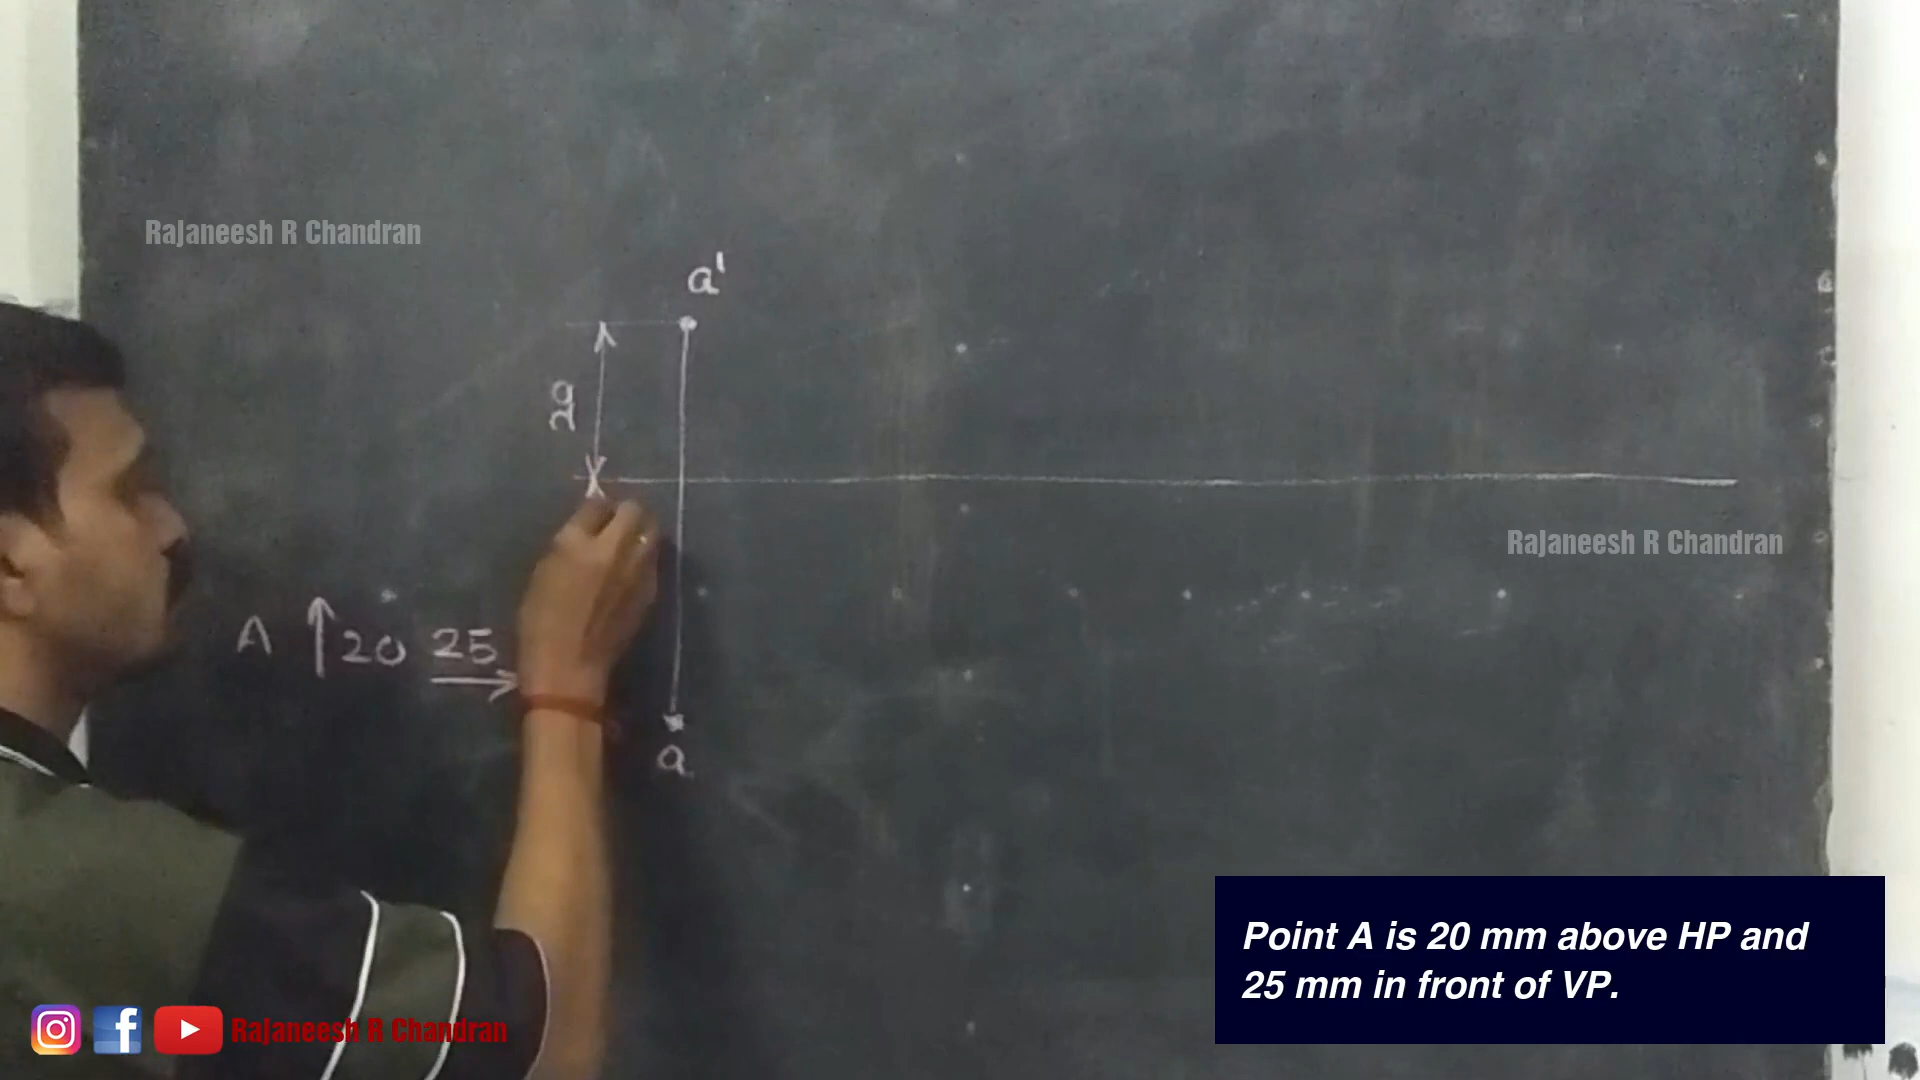 Rajaneesh R Chandran
a'
20
X
Rajaneesh R Chandran
A ↑ 20 25 →
a
Point A is 20 mm above HP and
25 mm in front of VP.
Rajaneesh R Chandran